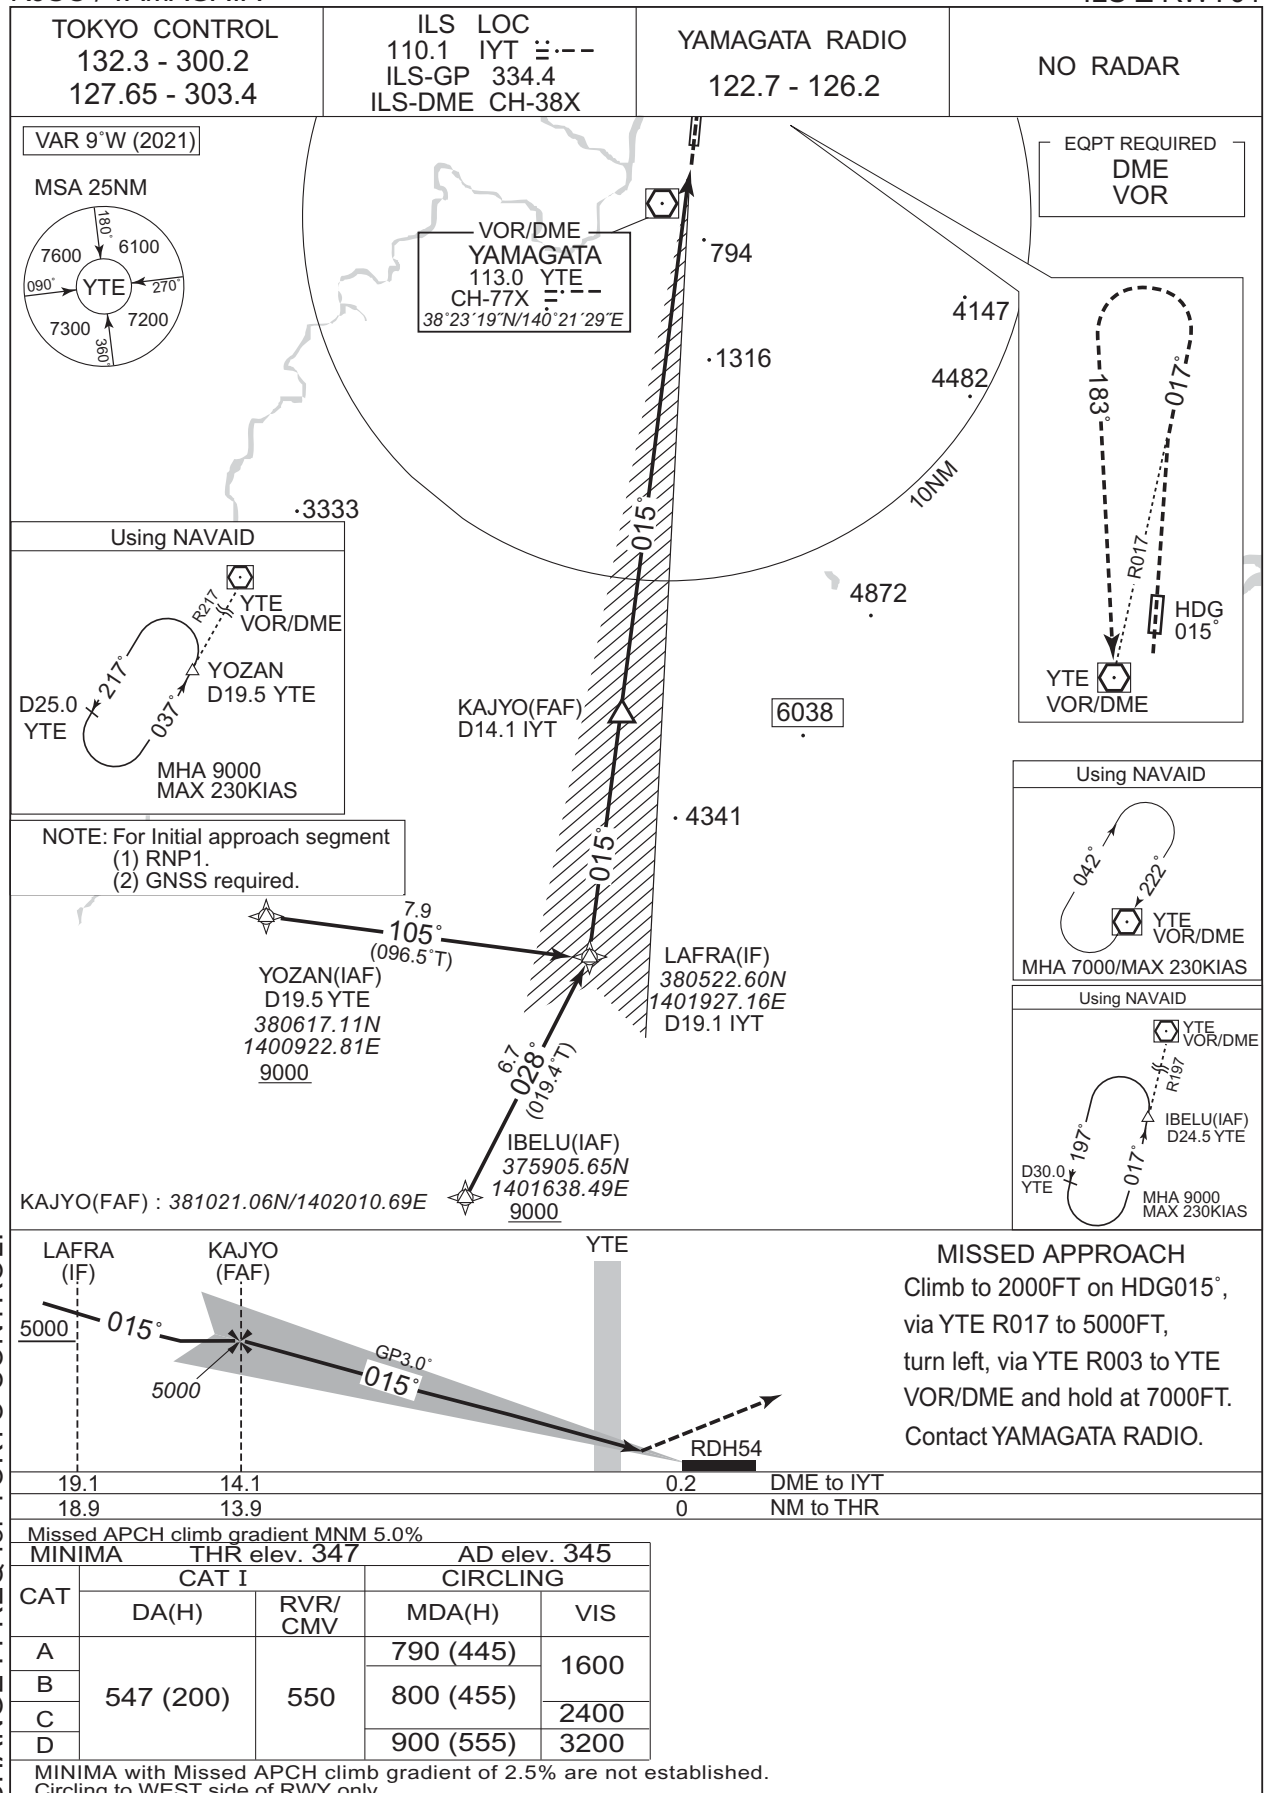 TOKYO CONTROL
132.3 - 300.2
127.65 - 303.4
ILS LOC
110.1 IYT
ILS-GP 334.4
ILS-DME CH-38X
YAMAGATA RADIO
122.7 - 126.2
NO RADAR
VAR 9°W (2021)
MSA 25NM
180°
7600
6100
090°
YTE
270°
7300
7200
360°
EQPT REQUIRED
DME
VOR
VOR/DME
YAMAGATA
113.0 YTE
CH-77X
38°23´19˝N/140°21´29˝E
794
4147
1316
4482
10NM
3333
015°
4872
183°
017°
R017
HDG
015°
YTE
VOR/DME
Using NAVAID
R217
YTE
VOR/DME
217°
YOZAN
D19.5 YTE
D25.0
YTE
037°
MHA 9000
MAX 230KIAS
KAJYO(FAF)
D14.1 IYT
6038
4341
015°
NOTE: For Initial approach segment
(1) RNP1.
(2) GNSS required.
Using NAVAID
042°
222°
YTE
VOR/DME
MHA 7000/MAX 230KIAS
7.9
105°
(096.5°T)
YOZAN(IAF)
D19.5 YTE
380617.11N
1400922.81E
9000
LAFRA(IF)
380522.60N
1401927.16E
D19.1 IYT
6.7
028°
(019.4°T)
IBELU(IAF)
375905.65N
1401638.49E
9000
Using NAVAID
YTE
VOR/DME
R197
IBELU(IAF)
D24.5 YTE
197°
017°
D30.0
YTE
MHA 9000
MAX 230KIAS
KAJYO(FAF) : 381021.06N/1402010.69E
LAFRA
(IF)
KAJYO
(FAF)
YTE
5000
015°
5000
GP3.0°
015°
RDH54
MISSED APPROACH
Climb to 2000FT on HDG015°,
via YTE R017 to 5000FT,
turn left, via YTE R003 to YTE
VOR/DME and hold at 7000FT.
Contact YAMAGATA RADIO.
19.1 14.1 0.2 DME to IYT
18.9 13.9 0 NM to THR
Missed APCH climb gradient MNM 5.0%
MINIMA THR elev. 347 AD elev. 345
CAT CAT I CIRCLING
DA(H) RVR/CMV MDA(H) VIS
A 547 (200) 550 790 (445) 1600
B 800 (455)
C 2400
D 900 (555) 3200
MINIMA with Missed APCH climb gradient of 2.5% are not established.
Circling to WEST side of RWY only